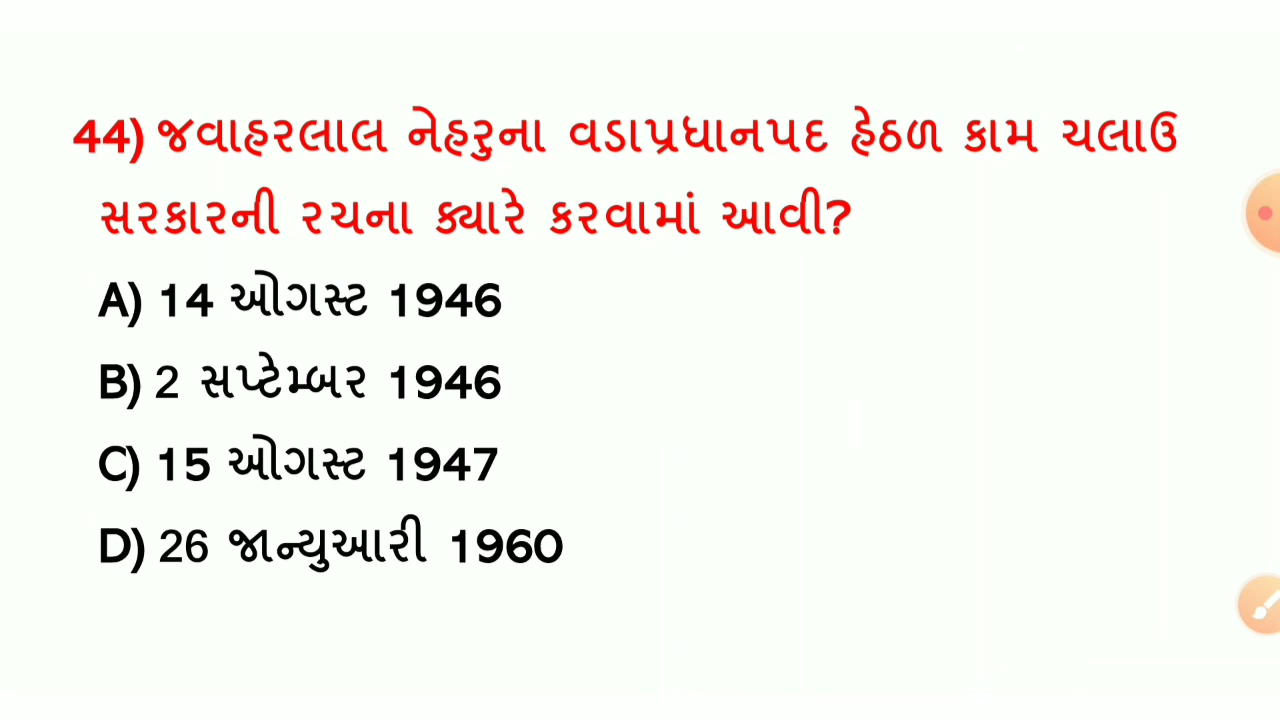 44) જવાહરલાલ નેહરુના વડાપ્રધાનપદ હેઠળ કામ ચલાઉ
સરકારની રચના ક્યારે કરવામાં આવી?
A) 14 ઓગસ્ટ 1946
B) 2 સપ્ટેમ્બર 1946
C) 15 ઓગસ્ટ 1947
D) 26 જાન્યુઆરી 1960